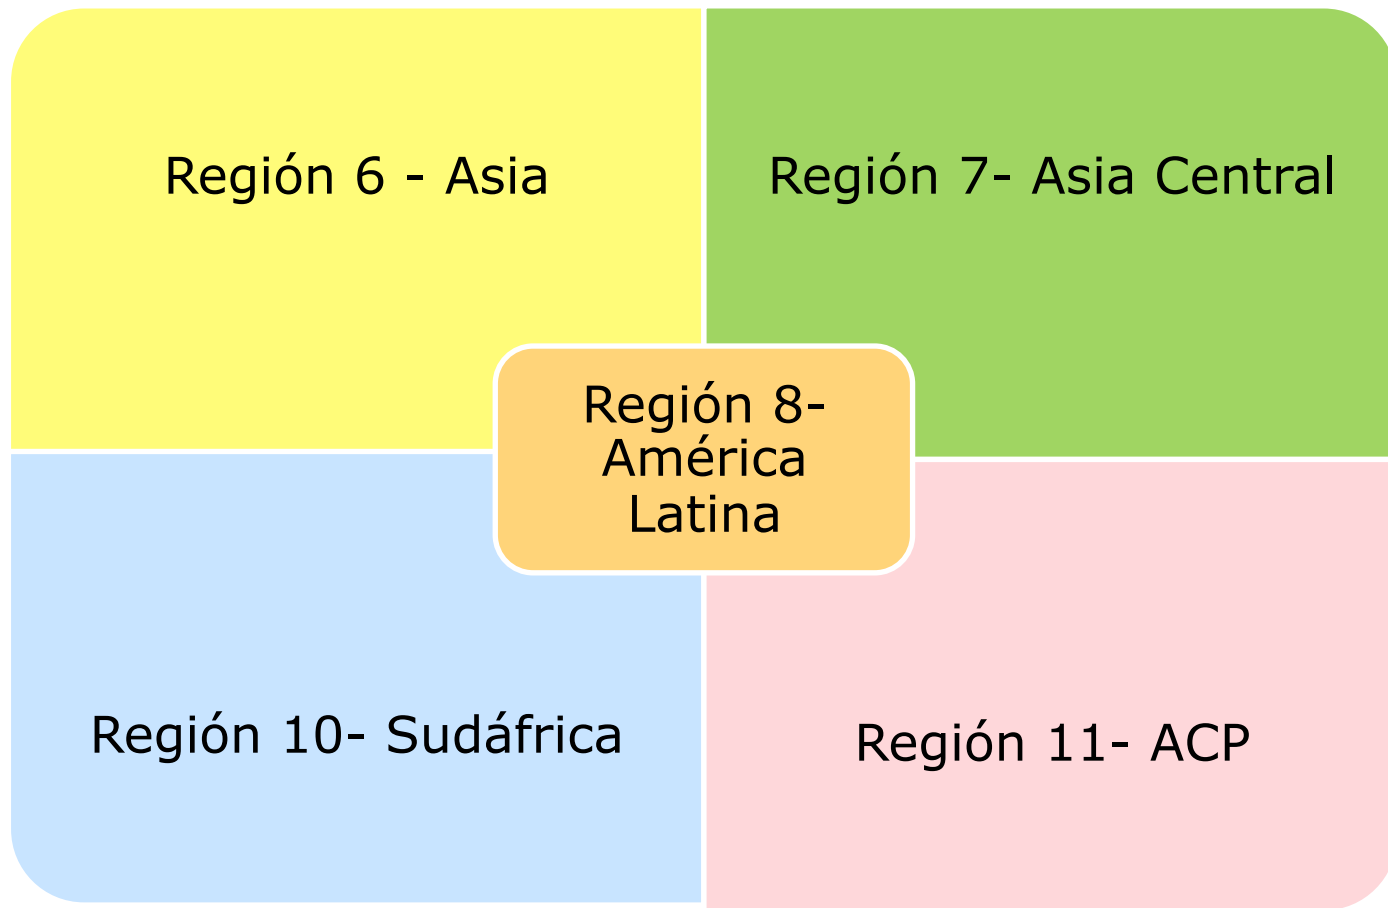 Región 6 - Asia
Región 7- Asia Central
Región 8-
América
Latina
Región 10- Sudáfrica
Región 11- ACP